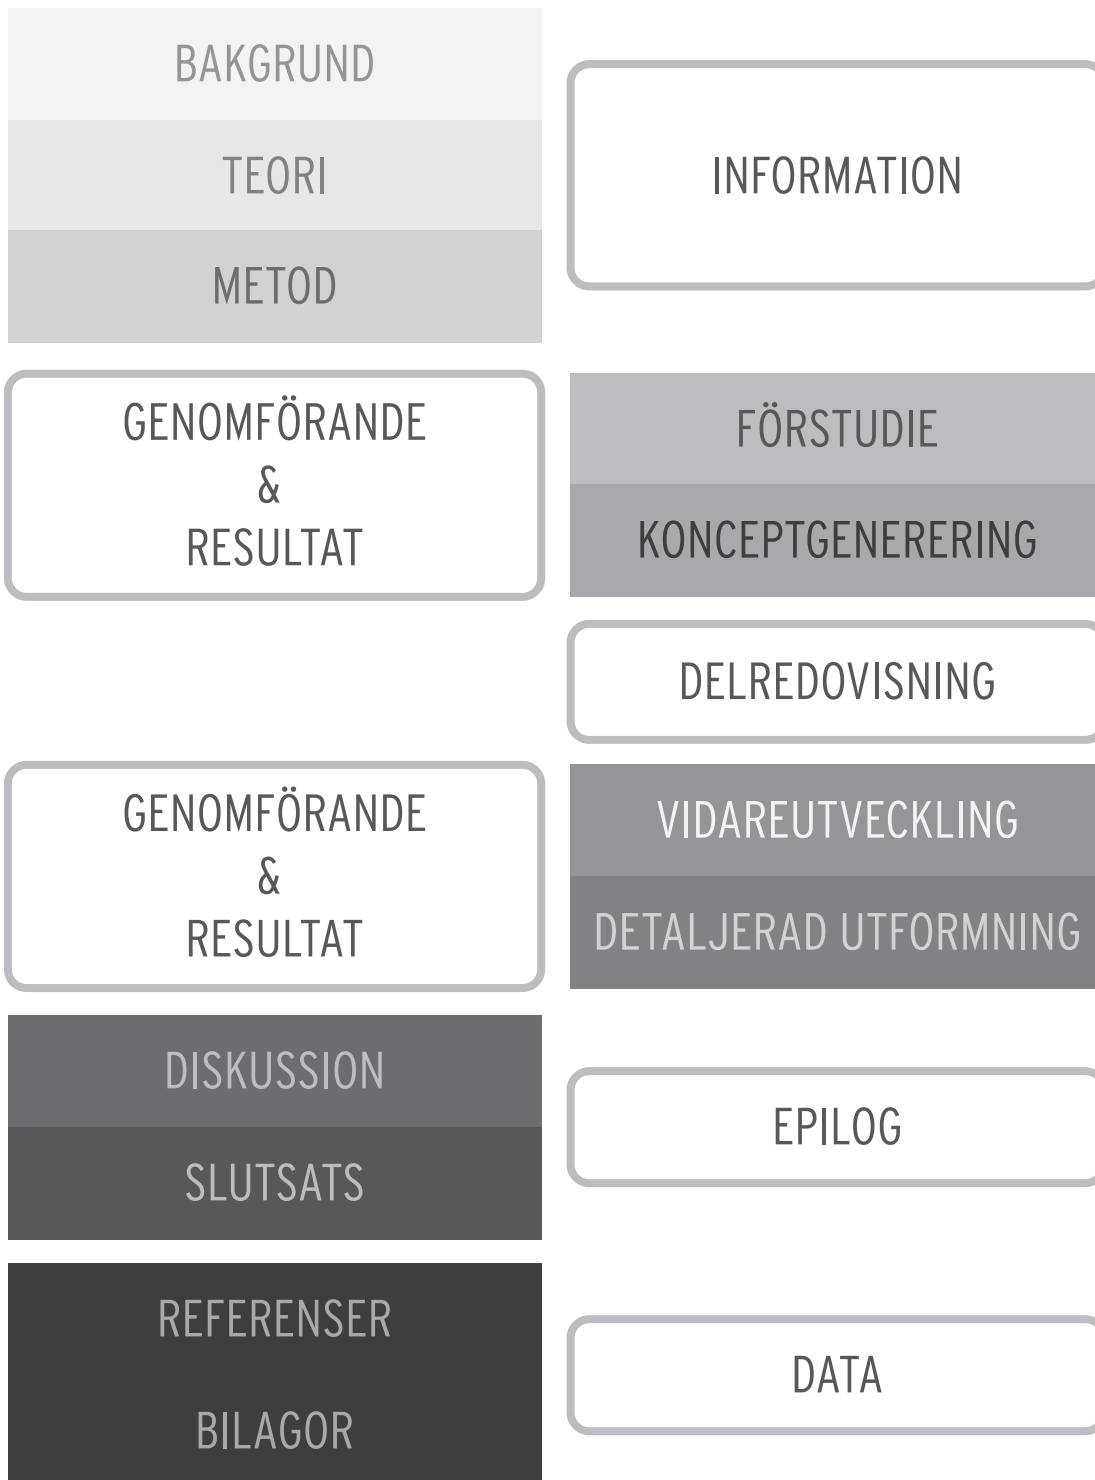 BAKGRUND
TEORI
METOD
INFORMATION
GENOMFÖRANDE
&
RESULTAT
FÖRSTUDIE
KONCEPTGENERERING
DELREDOVISNING
GENOMFÖRANDE
&
RESULTAT
VIDAREUTVECKLING
DETALJERAD UTFORMNING
DISKUSSION
SLUTSATS
EPILOG
REFERENSER
BILAGOR
DATA